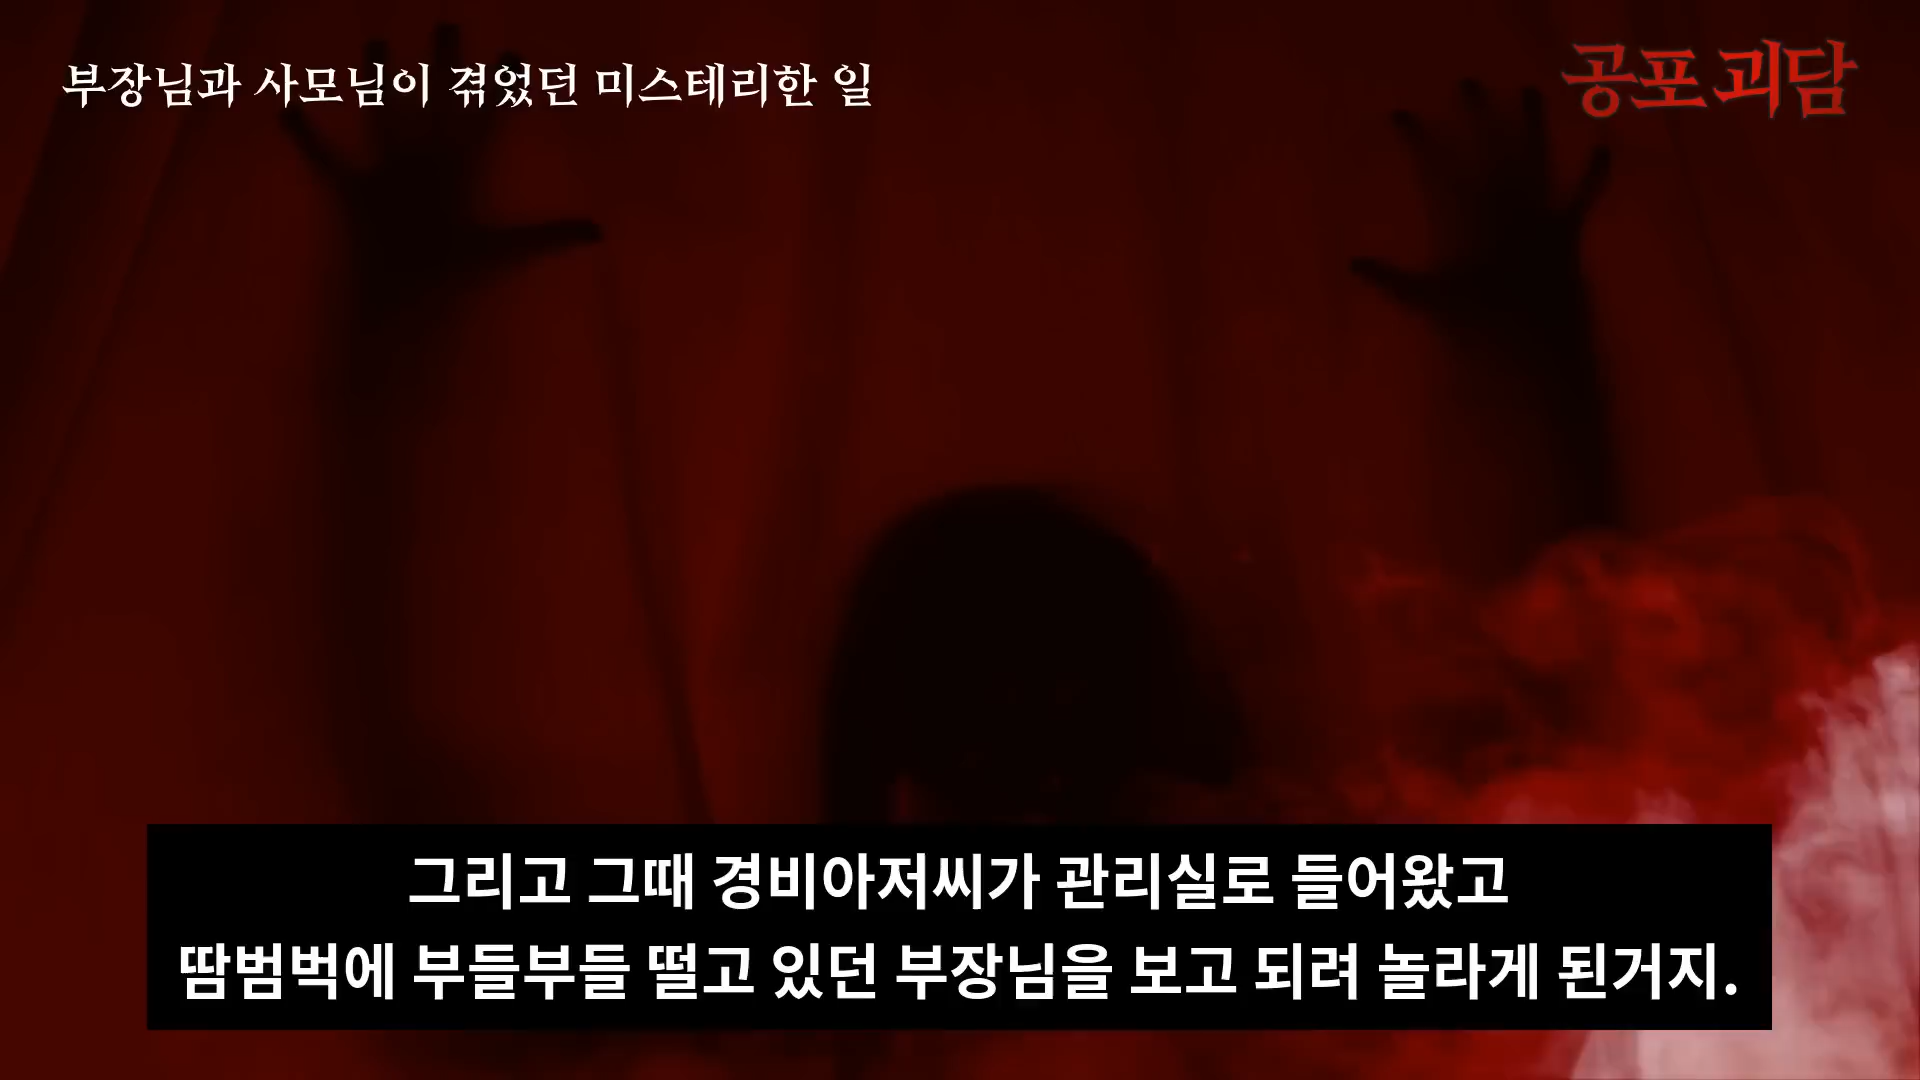 부장님과 사모님이 겪었던 미스테리한 일
공포 괴담
그리고 그때 경비아저씨가 관리실로 들어왔고
땀범벅에 부들부들 떨고 있던 부장님을 보고 되려 놀라게 된거지.